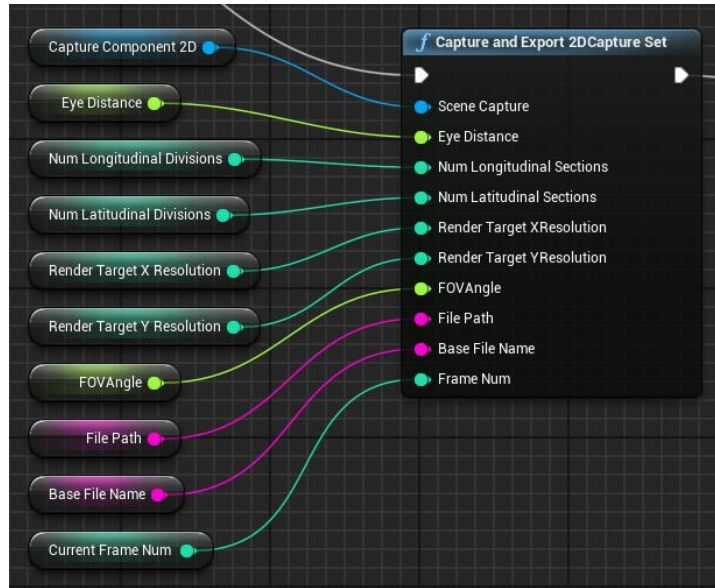 Capture Component 2D
Eye Distance
Num Longitudinal Divisions
Num Latitudinal Divisions
Render Target X Resolution
Render Target Y Resolution
FOVAngle
File Path
Base File Name
Current Frame Num
f Capture and Export 2DCapture Set
Scene Capture
Eye Distance
Num Longitudinal Sections
Num Latitudinal Sections
Render Target XResolution
Render Target YResolution
FOVAngle
File Path
Base File Name
Frame Num